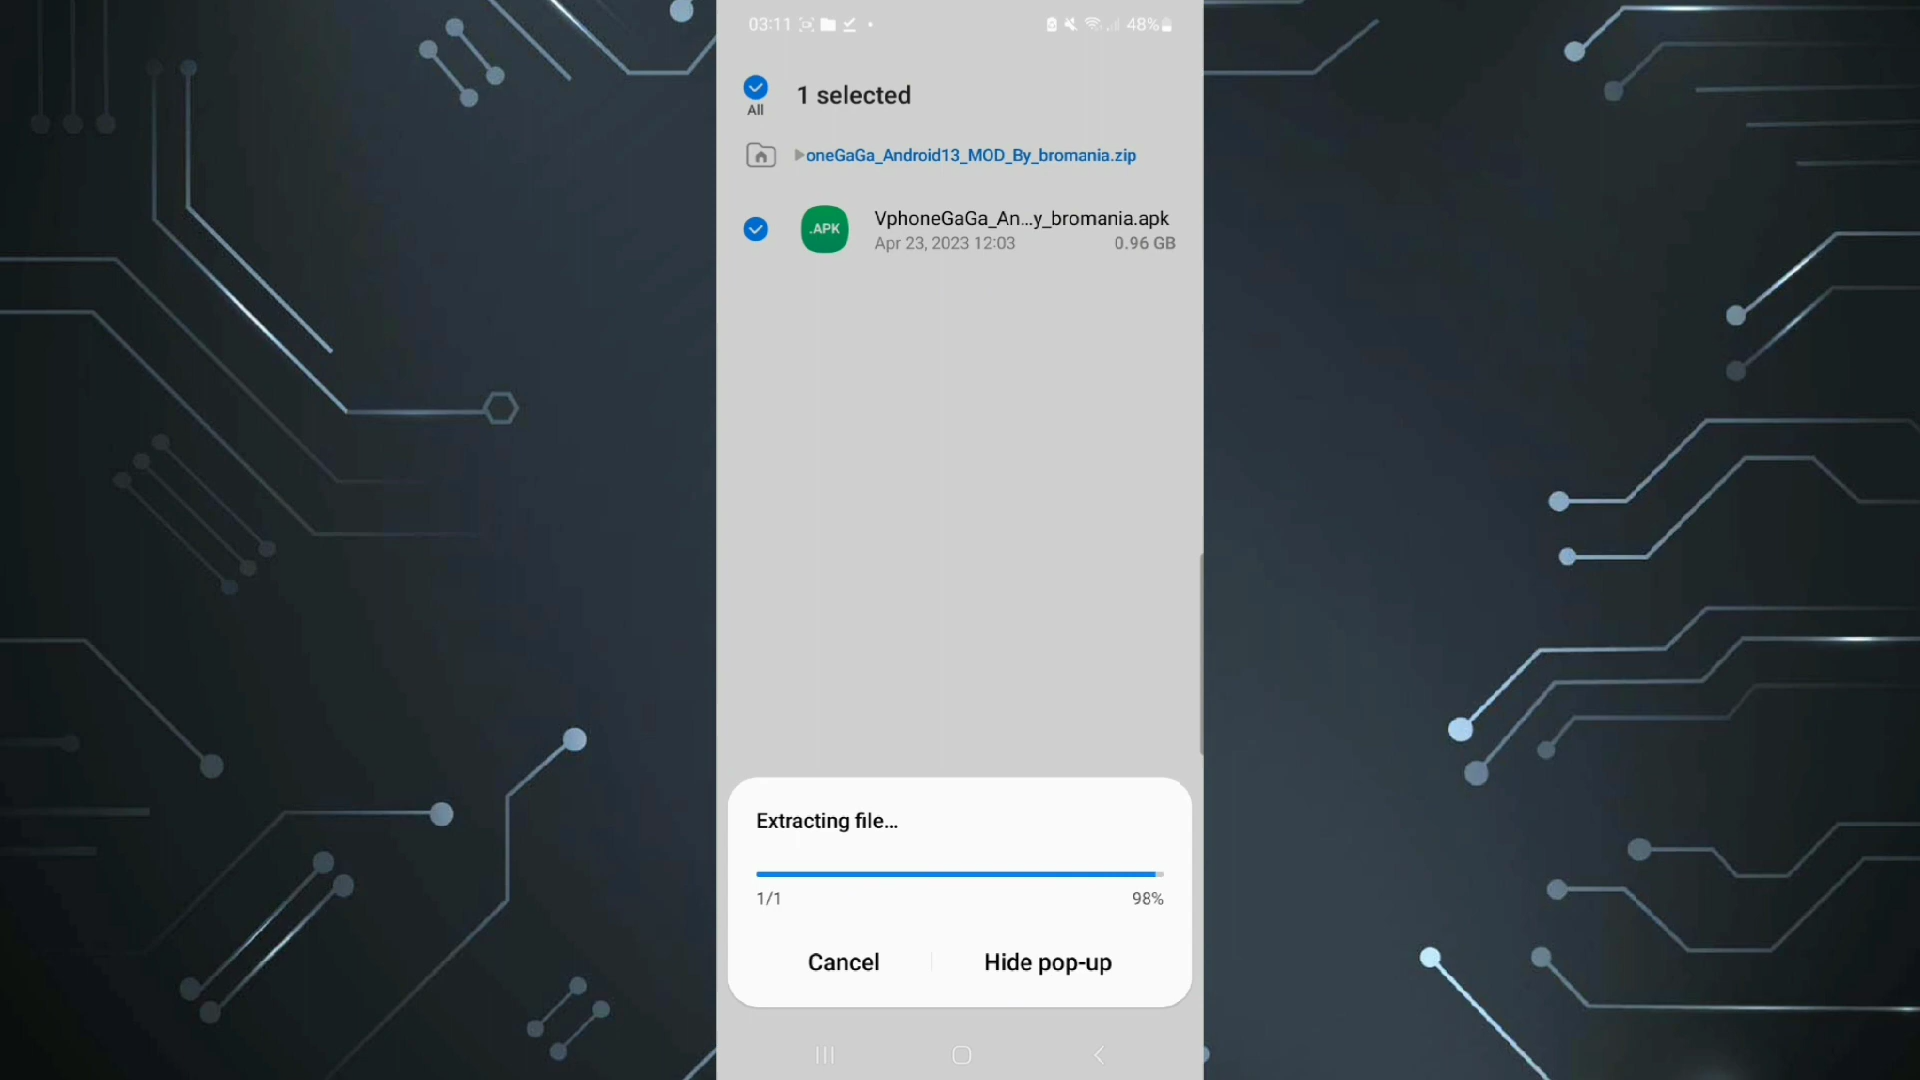 03:11
48%
All
1 selected
oneGaGa_Android13_MOD_By_bromania.zip
.APK
VphoneGaGa_An...y_bromania.apk
Apr 23, 2023 12:03
0.96 GB
Extracting file...
1/1
98%
Cancel
Hide pop-up